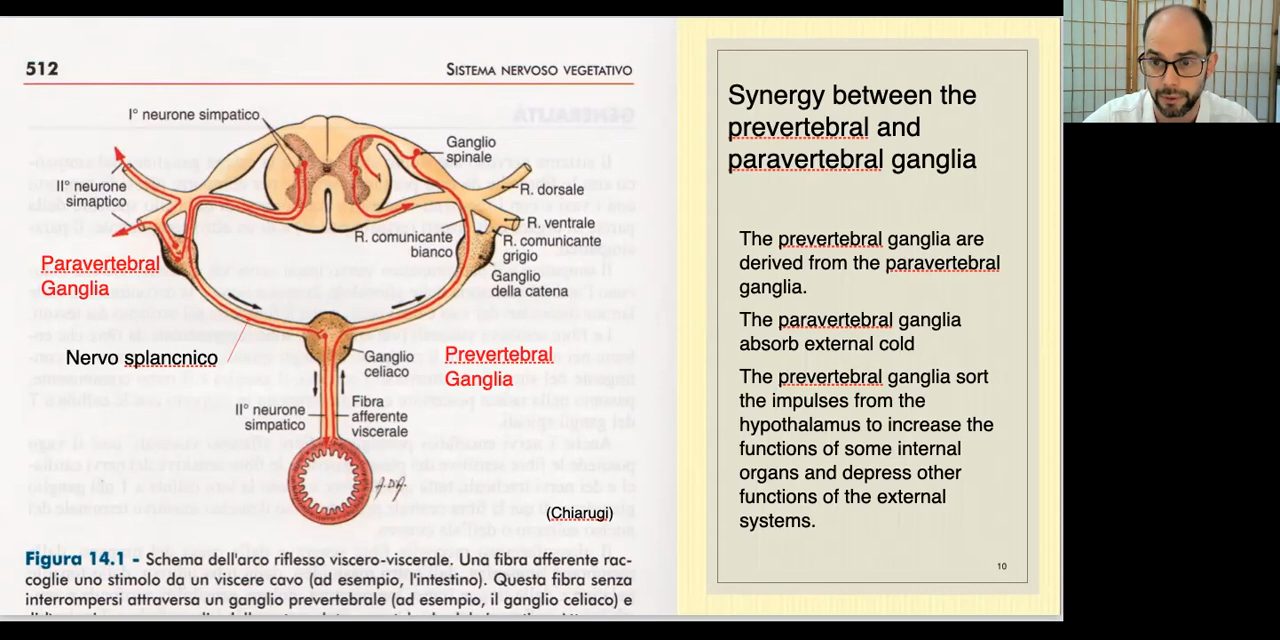 512
SISTEMA NERVOSO VEGETATIVO
I° neurone simpatico
Ganglio
spinale
II° neurone
simaptico
R. dorsale
R. ventrale
R. comunicante
bianco
R. comunicante
grigio
Paravertebral
Ganglia
Ganglio
della catena
Nervo splancnico
Ganglio
celiaco
Prevertebral
Ganglia
II° neurone
simpatico
Fibra
afferente
viscerale
(Chiarugi)
Figura 14.1 - Schema dell'arco riflesso viscero-viscerale. Una fibra afferente rac-
coglie uno stimolo da un viscere cavo (ad esempio, l'intestino). Questa fibra senza
interrompersi attraversa un ganglio prevertebrale (ad esempio, il ganglio celiaco) e
Synergy between the
prevertebral and
paravertebral ganglia
The prevertebral ganglia are
derived from the paravertebral
ganglia.
The paravertebral ganglia
absorb external cold
The prevertebral ganglia sort
the impulses from the
hypothalamus to increase the
functions of some internal
organs and depress other
functions of the external
systems.
10